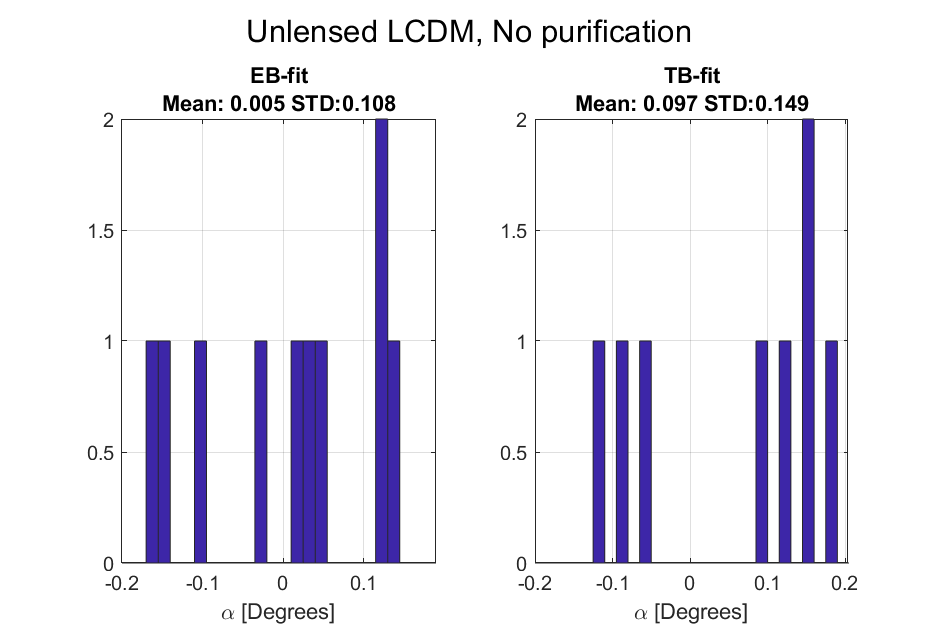 Unlensed LCDM, No purification
EB-fit
Mean: 0.005 STD:0.108
2
1.5
1
0.5
0
-0.2 -0.1 0 0.1
α [Degrees]
TB-fit
Mean: 0.097 STD:0.149
2
1.5
1
0.5
0
-0.2 -0.1 0 0.1 0.2
α [Degrees]